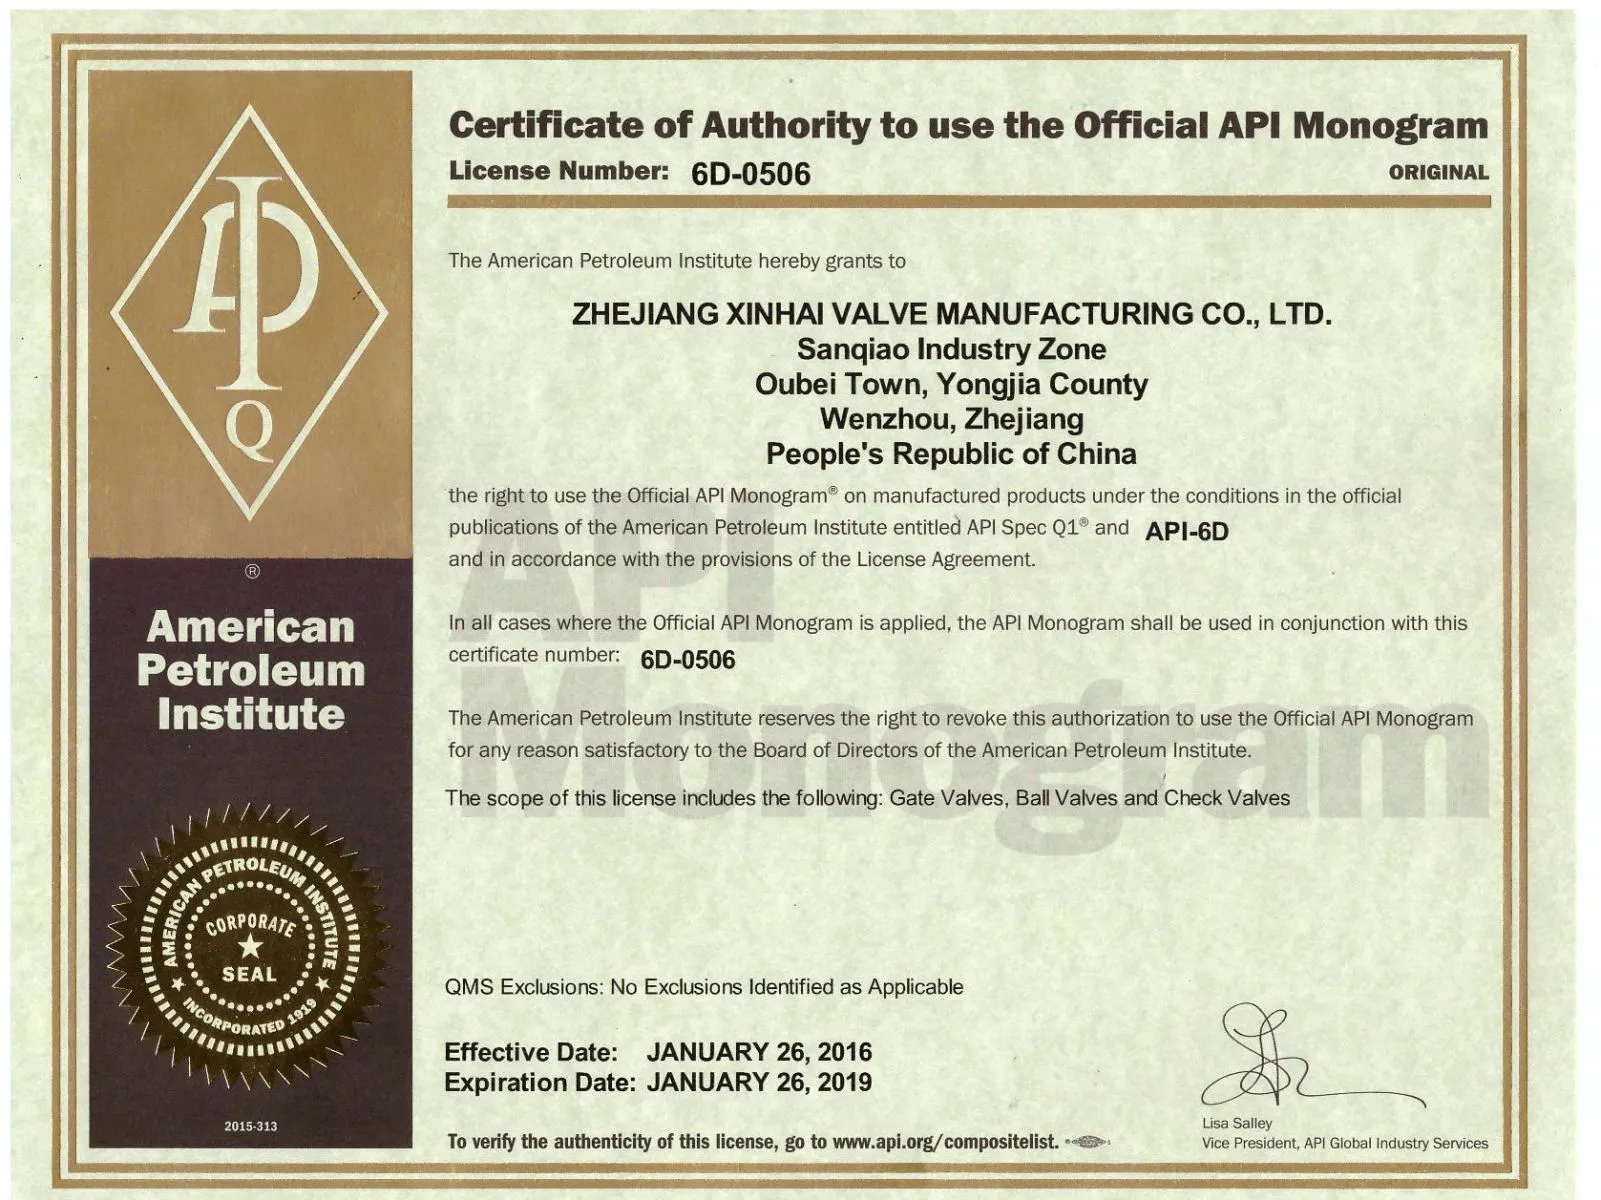 Certificate of Authority to use the Official API Monogram
License Number: 6D-0506
ORIGINAL
The American Petroleum Institute hereby grants to
ZHEJIANG XINHAI VALVE MANUFACTURING CO., LTD.
Sanqiao Industry Zone
Oubei Town, Yongjia County
Wenzhou, Zhejiang
People's Republic of China
the right to use the Official API Monogram® on manufactured products under the conditions in the official
publications of the American Petroleum Institute entitled API Spec Q1® and API-6D
and in accordance with the provisions of the License Agreement.
In all cases where the Official API Monogram is applied, the API Monogram shall be used in conjunction with this
certificate number: 6D-0506
The American Petroleum Institute reserves the right to revoke this authorization to use the Official API Monogram
for any reason satisfactory to the Board of Directors of the American Petroleum Institute.
The scope of this license includes the following: Gate Valves, Ball Valves and Check Valves
QMS Exclusions: No Exclusions Identified as Applicable
Effective Date: JANUARY 26, 2016
Expiration Date: JANUARY 26, 2019
To verify the authenticity of this license, go to www.api.org/compositelist.
Lisa Salley
Vice President, API Global Industry Services
API
Monogram
API
Q
®
American
Petroleum
Institute
AMERICAN PETROLEUM INSTITUTE
CORPORATE
SEAL
INCORPORATED 1919
2015-313